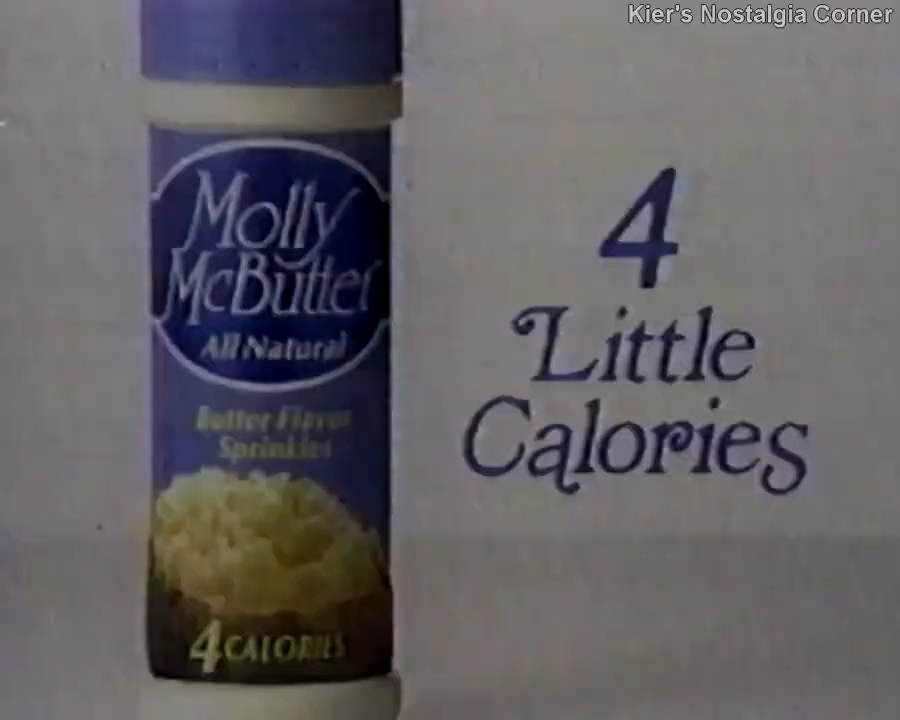 Kier's Nostalgia Corner
Molly
McButter
All Natural
Butter Flavor
Sprinkles
4 CALORIES
4
Little
Calories